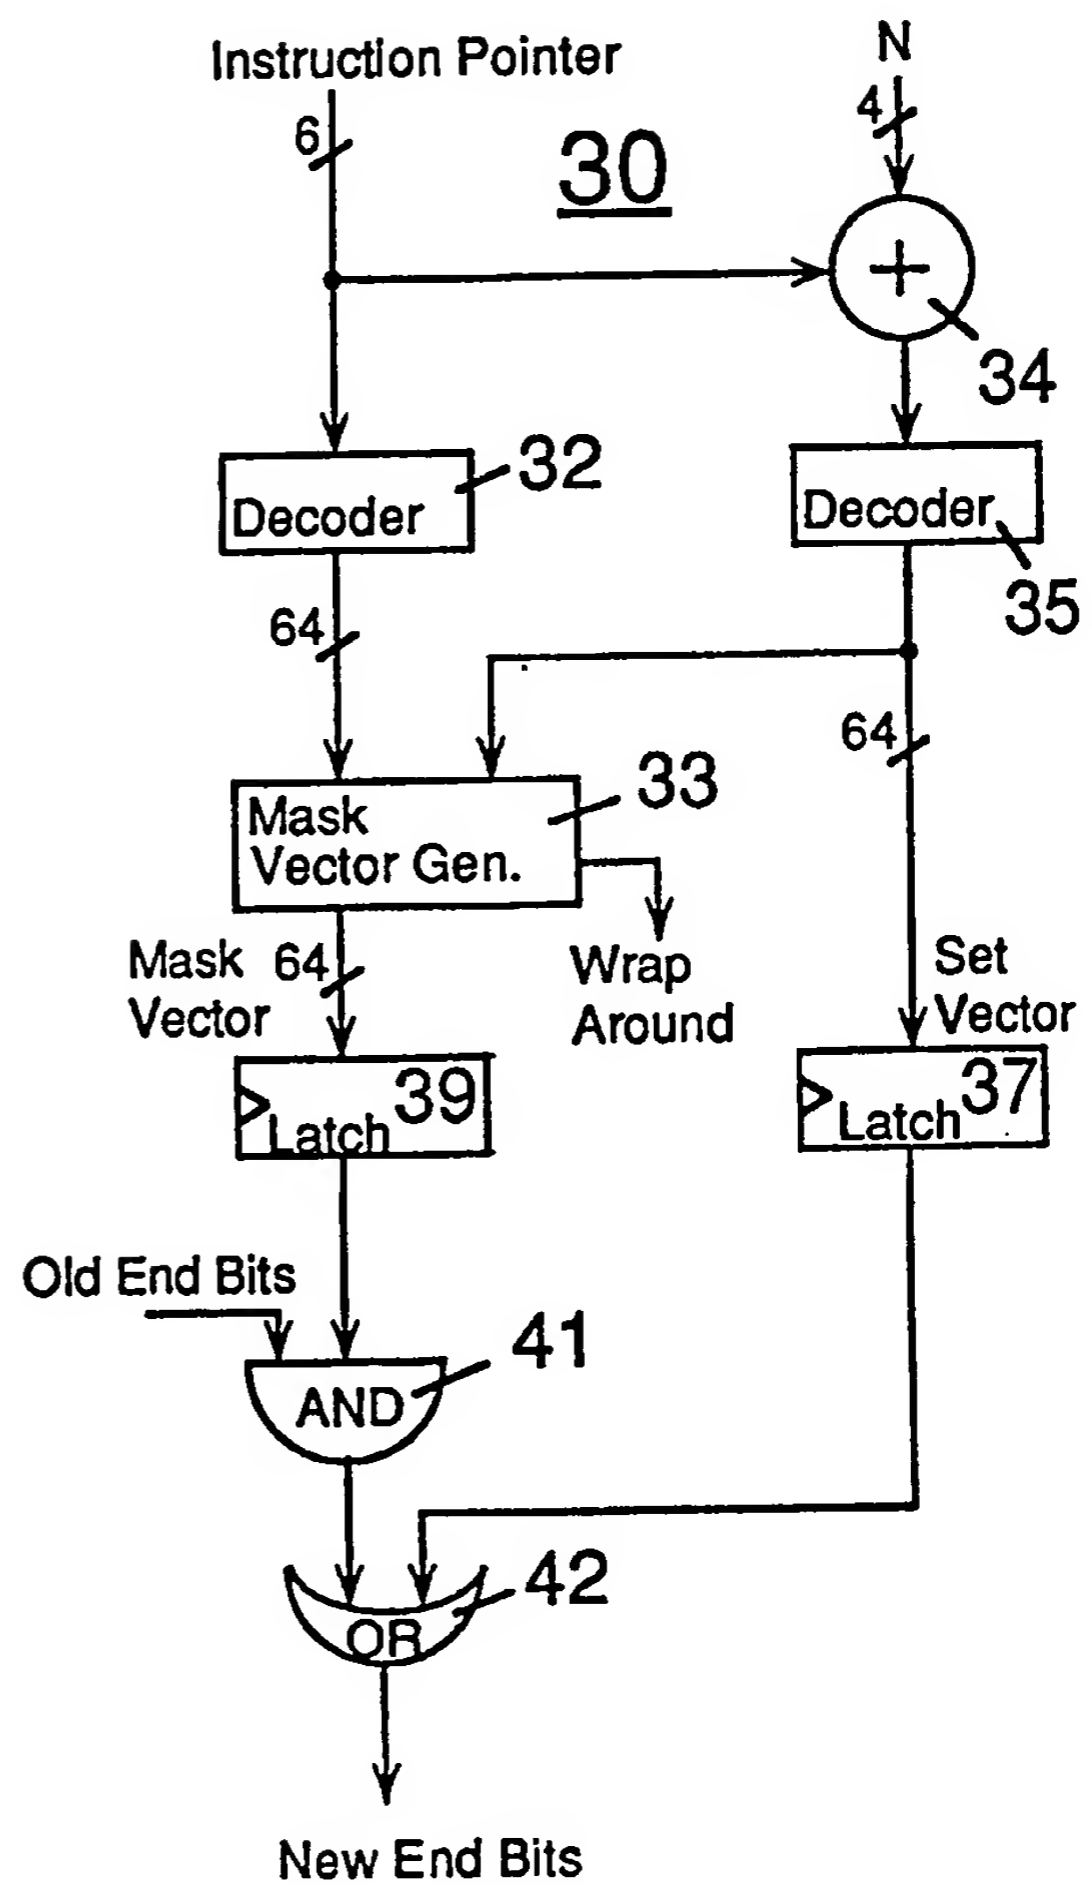 Instruction Pointer
N
6
4
30
+
34
32
Decoder
Decoder
35
64
64
33
Mask
Vector Gen.
Mask
Vector
64
Wrap
Around
Set
Vector
39
Latch
37
Latch
Old End Bits
41
AND
42
OR
New End Bits